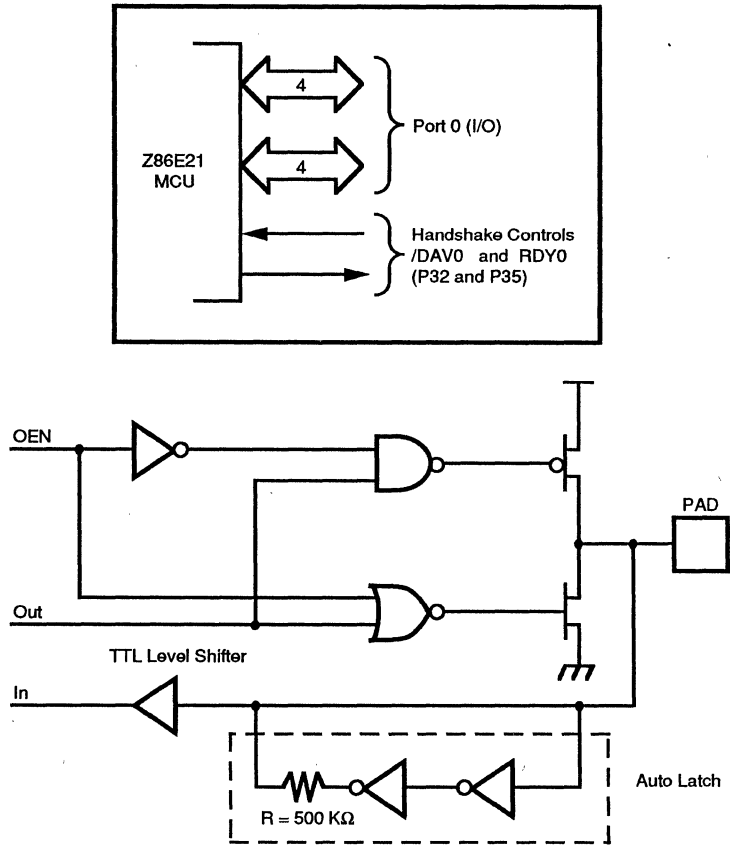 4
Port 0 (I/O)
Z86E21
MCU
4
Handshake Controls
/DAV0 and RDY0
(P32 and P35)
OEN
PAD
Out
TTL Level Shifter
In
Auto Latch
R = 500 KΩ